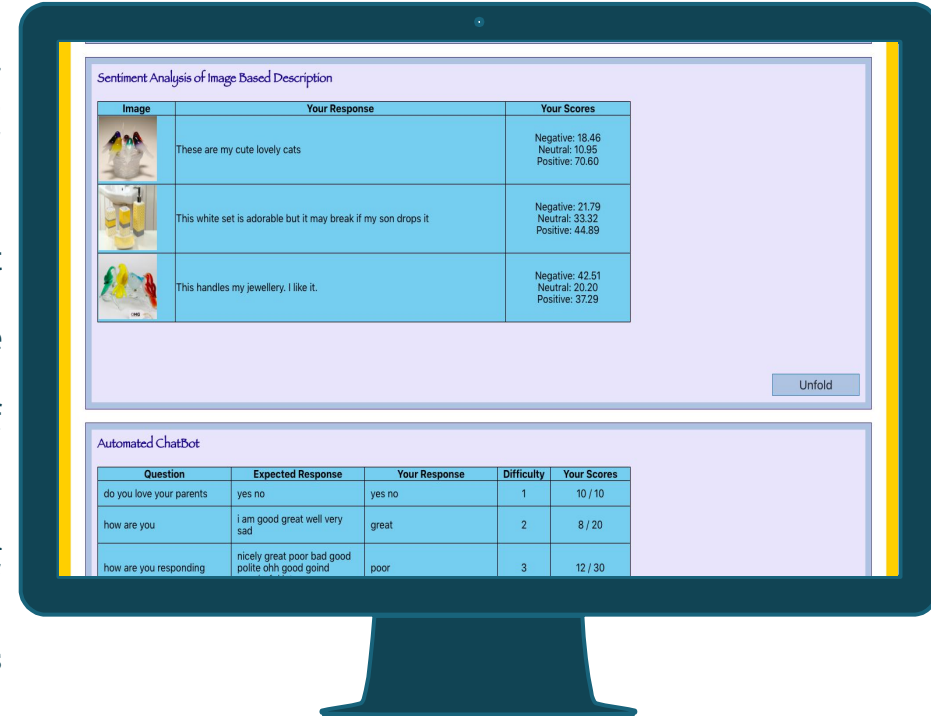 Sentiment Analysis of Image Based Description
Image Your Response Your Scores
These are my cute lovely cats
Negative: 18.46
Neutral: 10.95
Positive: 70.60
This white set is adorable but it may break if my son drops it
Negative: 21.79
Neutral: 33.32
Positive: 44.89
This handles my jewellery. I like it.
Negative: 42.51
Neutral: 20.20
Positive: 37.29
Unfold
Automated ChatBot
Question Expected Response Your Response Difficulty Your Scores
do you love your parents yes no yes no 1 10 / 10
how are you i am good great well very
sad great 2 8 / 20
how are you responding nicely great poor bad good
polite ohh good goind poor 3 12 / 30